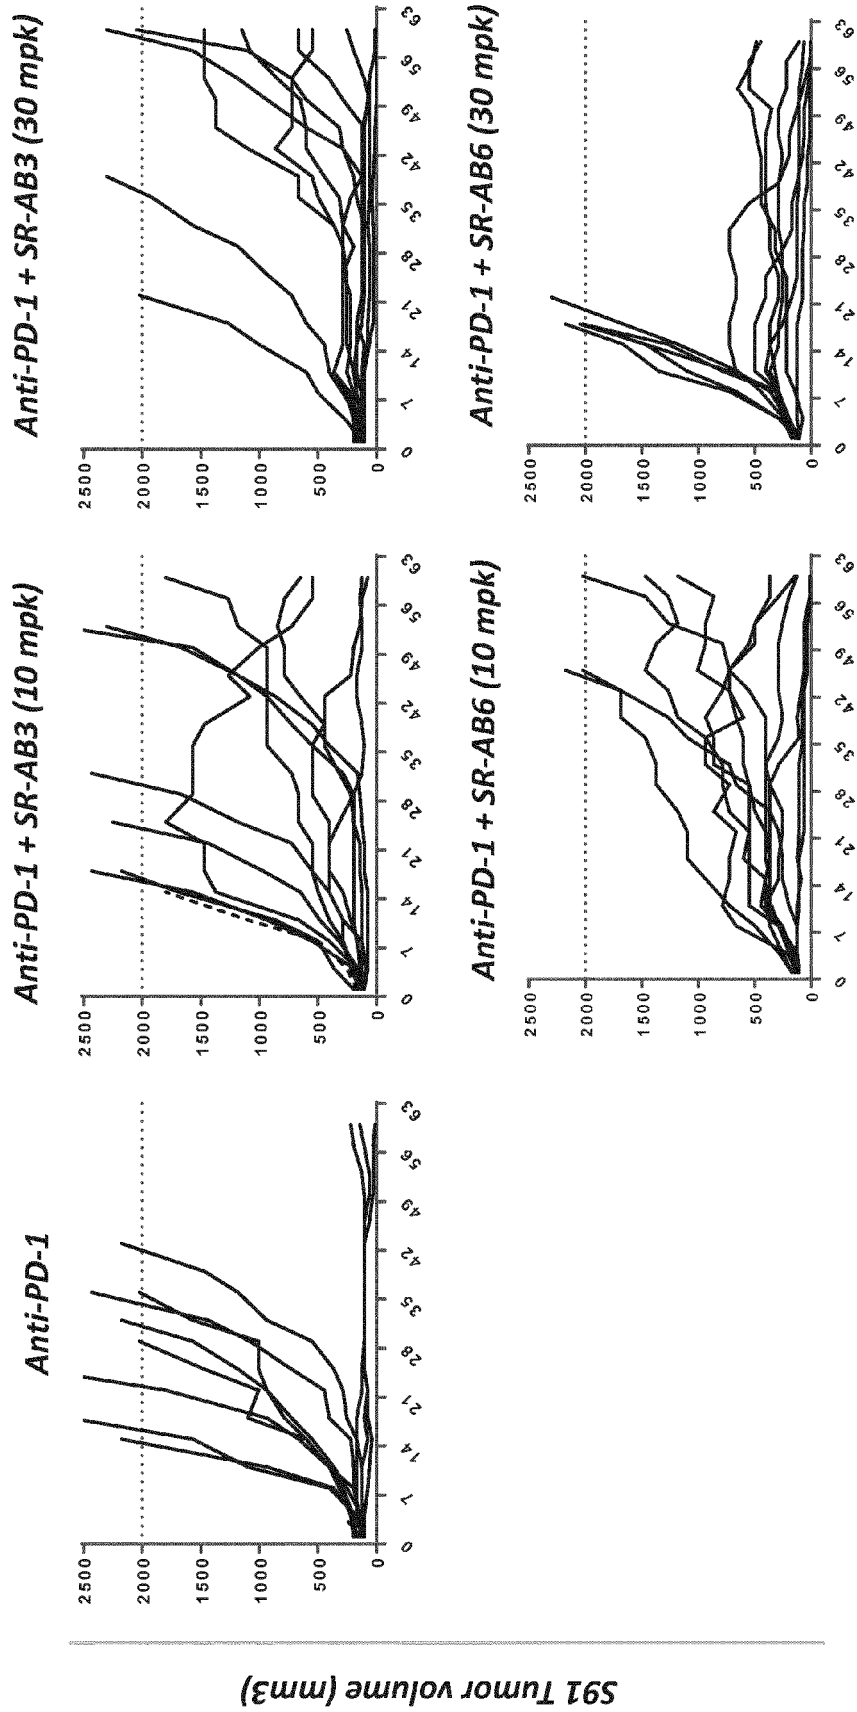 S91 Tumor volume (mm3)
Anti-PD-1
2500
2000
1500
1000
500
0
0 7 14 21 28 35 42 49 56 63
Anti-PD-1 + SR-AB3 (10 mpk)
2500
2000
1500
1000
500
0
0 7 14 21 28 35 42 49 56 63
Anti-PD-1 + SR-AB3 (30 mpk)
2500
2000
1500
1000
500
0
0 7 14 21 28 35 42 49 56 63
Anti-PD-1 + SR-AB6 (10 mpk)
2500
2000
1500
1000
500
0
0 7 14 21 28 35 42 49 56 63
Anti-PD-1 + SR-AB6 (30 mpk)
2500
2000
1500
1000
500
0
0 7 14 21 28 35 42 49 56 63